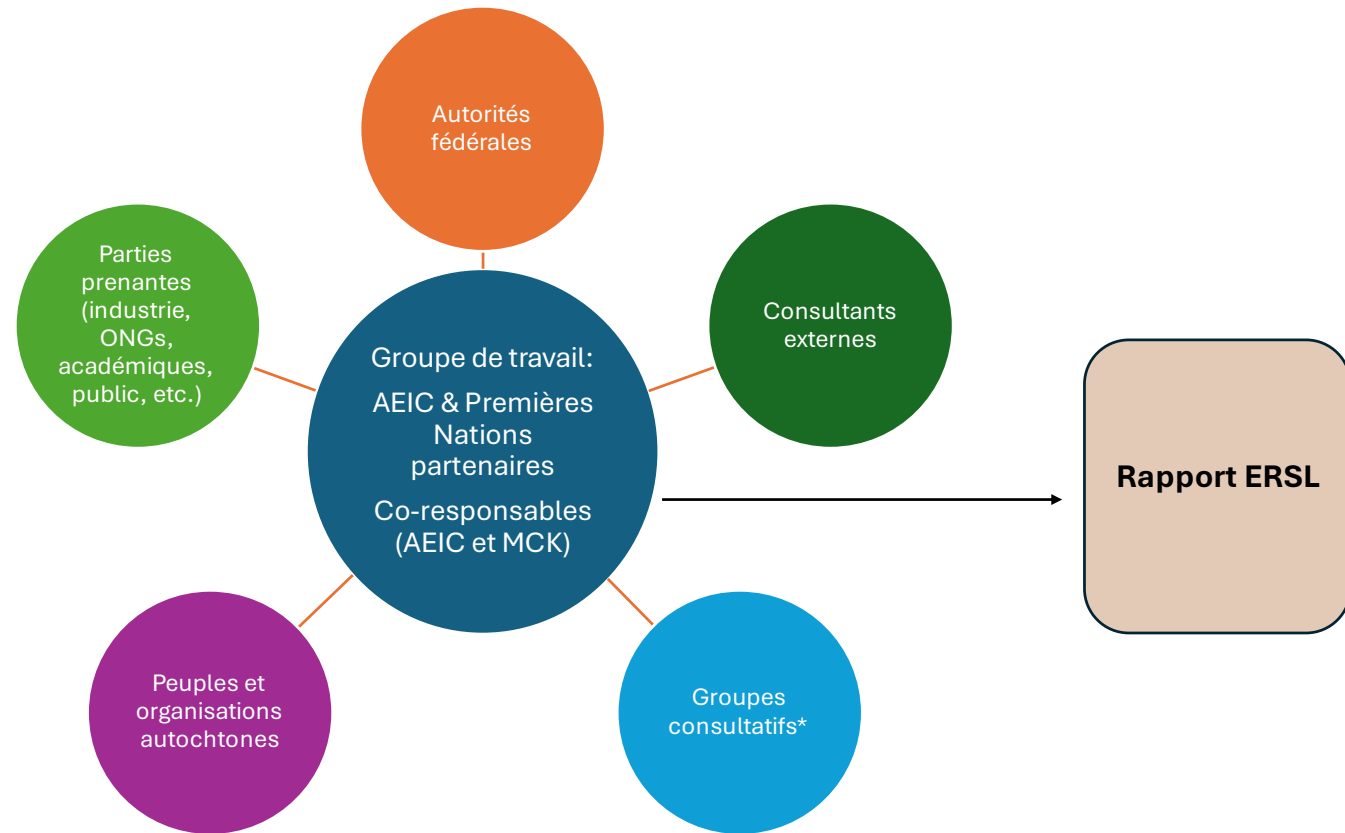 Autorités
fédérales
Parties
prenantes
(industrie,
ONGs,
académiques,
public, etc.)
Consultants
externes
Groupe de travail:
AEIC & Premières
Nations
partenaires
Co-responsables
(AEIC et MCK)
Rapport ERSL
Peuples et
organisations
autochtones
Groupes
consultatifs*